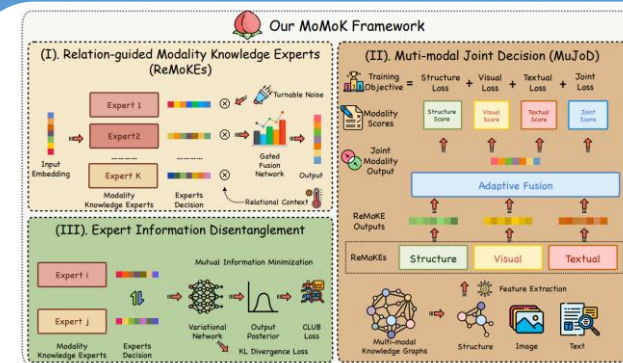 Our MoMoK Framework
(I). Relation-guided Modality Knowledge Experts
(ReMoKEs)
Expert 1
Turnable Noise
Expert2
Expert K
Input
Embedding
Gated
Fusion
Network
Output
Modality
Knowledge Experts
Experts
Decision
Relational Context
(III). Expert Information Disentanglement
Mutual Information Minimization
Expert i
Expert j
Modality
Knowledge Experts
Experts
Decision
Variational
Network
Output
Posterior
CLUB
Loss
KL Divergence Loss
(II). Muti-modal Joint Decision (MuJoD)
Training
Objective
=
Structure
Loss
+
Visual
Loss
+
Textual
Loss
+
Joint
Loss
Modality
Scores
Structure
Score
Visual
Score
Textual
Score
Joint
Score
Joint
Modality
Output
Adaptive Fusion
ReMoKE
Outputs
ReMoKEs
Structure
Visual
Textual
Feature Extraction
Multi-modal
Knowledge Graphs
Structure
Image
Text